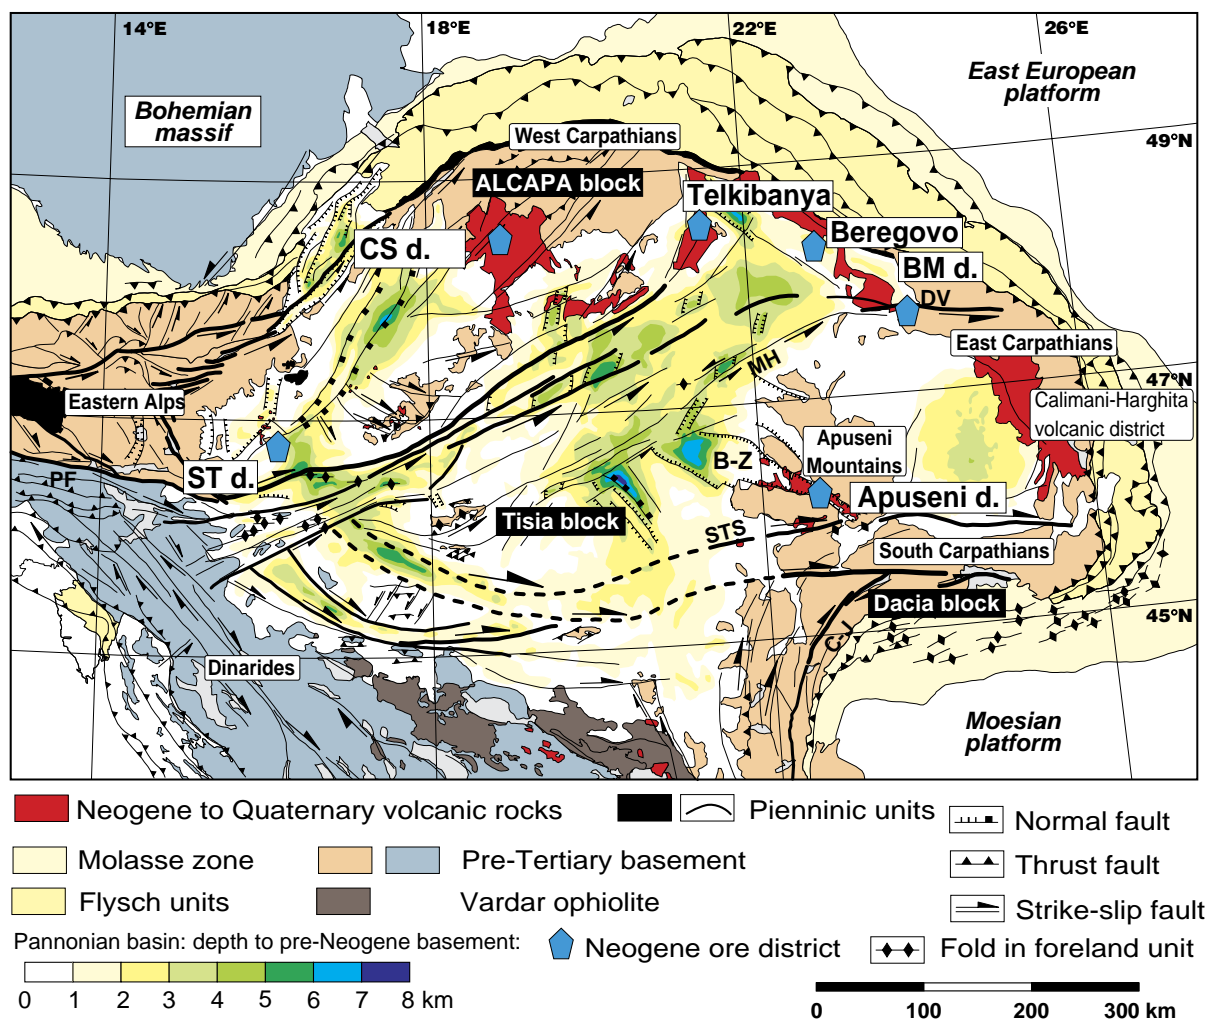 14°E
18°E
22°E
26°E
East European
platform
Bohemian
massif
West Carpathians
49°N
ALCAPA block
Telkibanya
CS d.
Beregovo
BM d.
DV
East Carpathians
MH
47°N
Eastern Alps
Calimani-Harghita
volcanic district
Apuseni
Mountains
B-Z
PF
ST d.
Apuseni d.
Tisia block
STS
South Carpathians
Dacia block
45°N
C-J
Dinarides
Moesian
platform
Neogene to Quaternary volcanic rocks
Pienninic units
Normal fault
Molasse zone
Pre-Tertiary basement
Thrust fault
Flysch units
Vardar ophiolite
Strike-slip fault
Pannonian basin: depth to pre-Neogene basement:
Neogene ore district
Fold in foreland unit
0 1 2 3 4 5 6 7 8 km
0 100 200 300 km